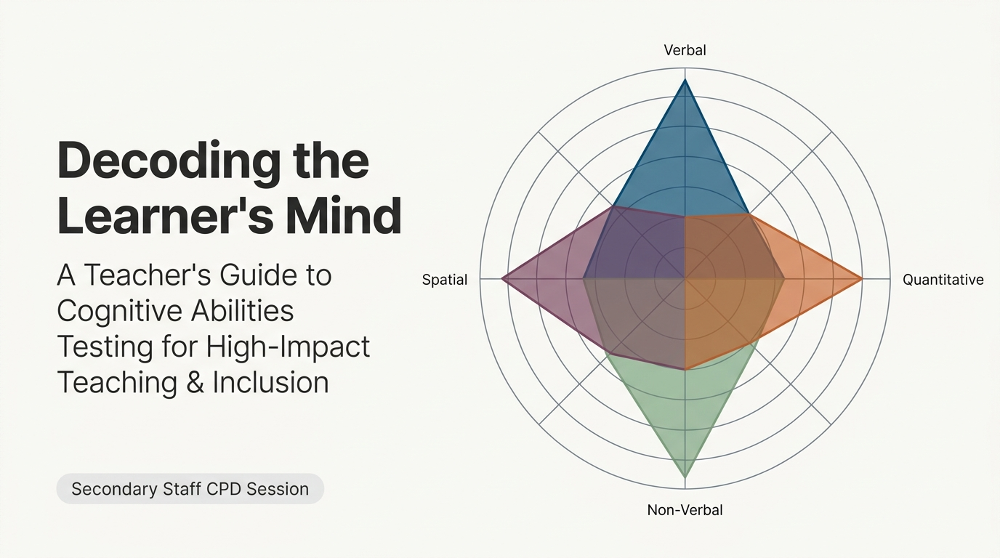 Decoding the
Learner's Mind
A Teacher's Guide to
Cognitive Abilities
Testing for High-Impact
Teaching & Inclusion
Secondary Staff CPD Session
Verbal
Spatial
Quantitative
Non-Verbal